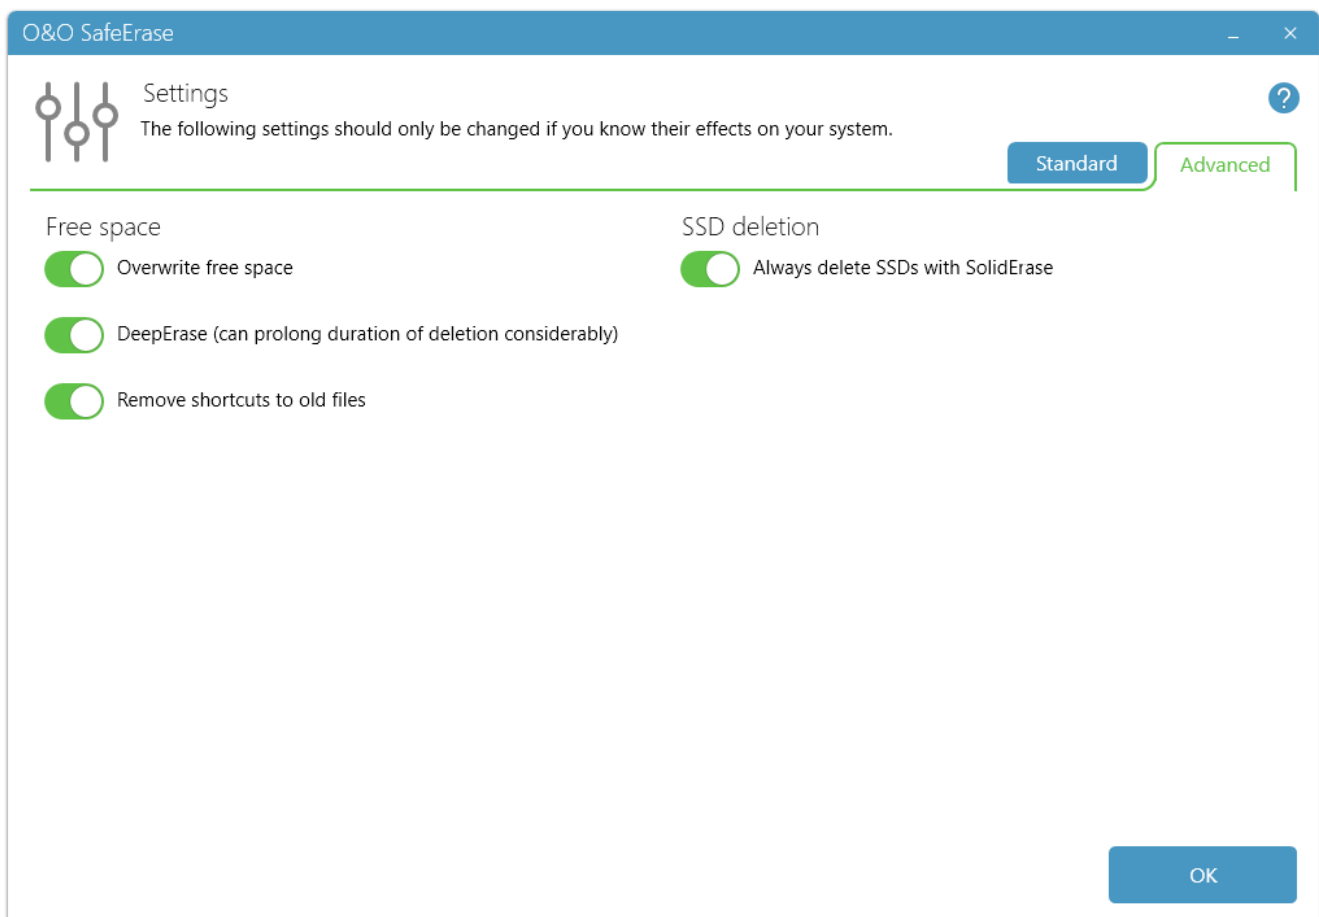 O&O SafeErase
Settings
?
The following settings should only be changed if you know their effects on your system.
Standard
Advanced
Free space
SSD deletion
Overwrite free space
Always delete SSDs with SolidErase
DeepErase (can prolong duration of deletion considerably)
Remove shortcuts to old files
OK